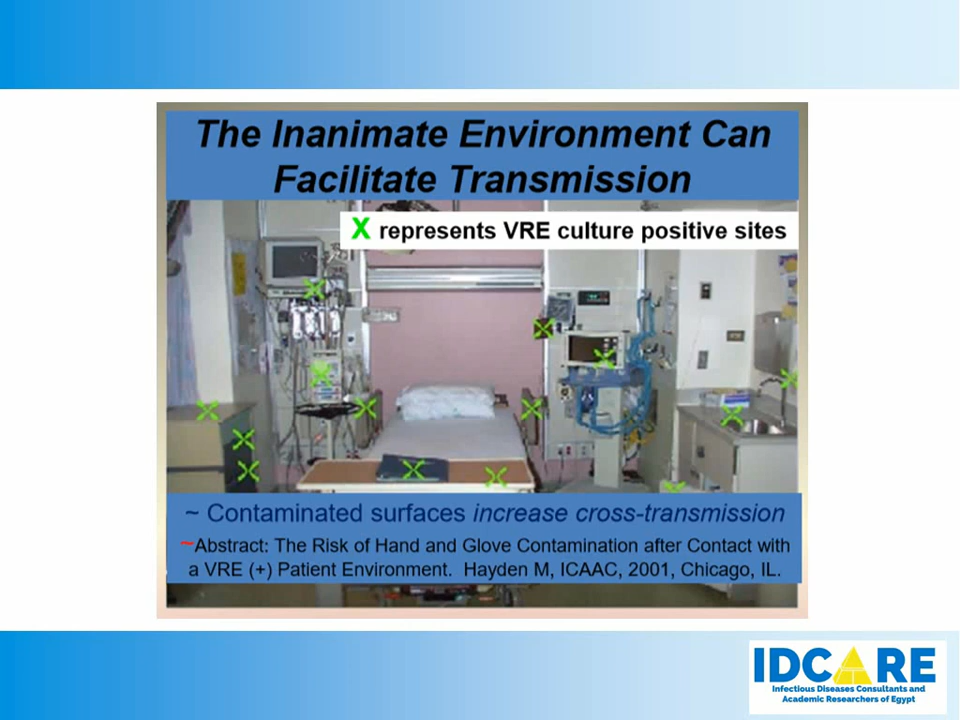 The Inanimate Environment Can
Facilitate Transmission
X represents VRE culture positive sites
~ Contaminated surfaces increase cross-transmission
~Abstract: The Risk of Hand and Glove Contamination after Contact with
a VRE (+) Patient Environment. Hayden M, ICAAC, 2001, Chicago, IL.
IDCARE
Infectious Diseases Consultants and
Academic Researchers of Egypt